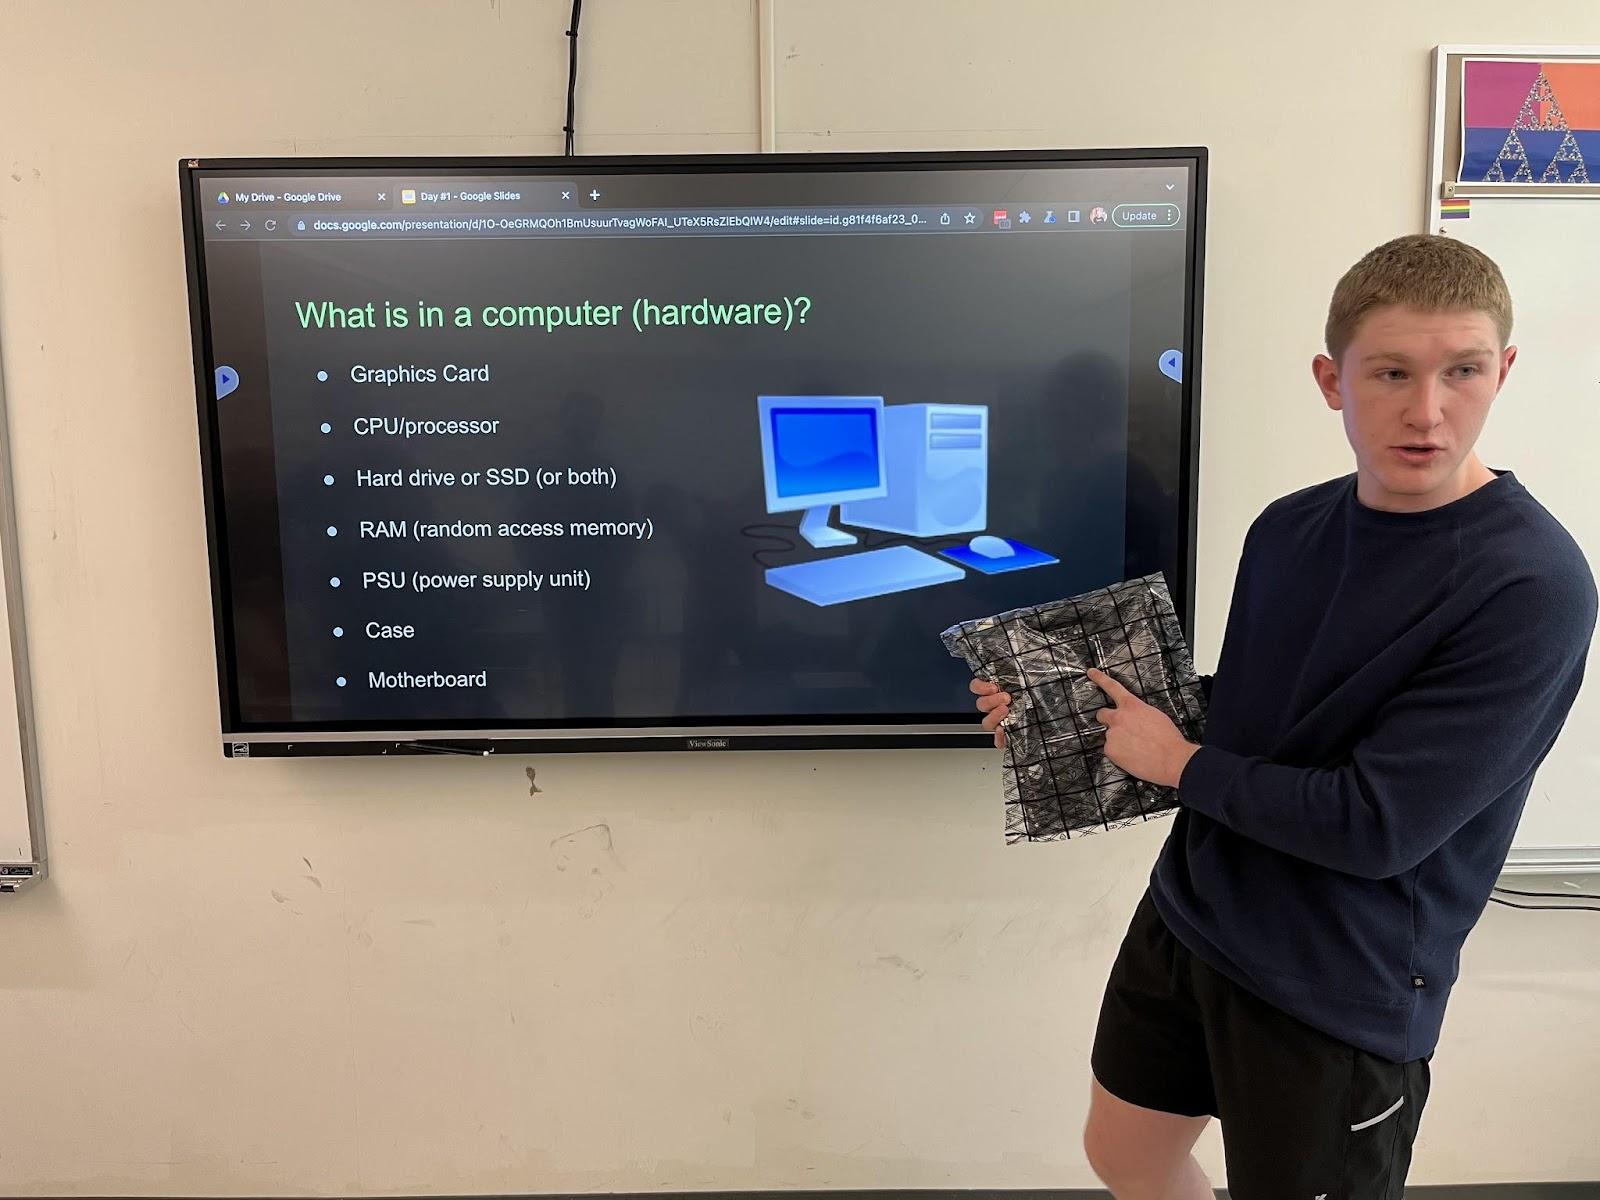 My Drive - Google Drive
Day #1 - Google Slides
Update
What is in a computer (hardware)?
Graphics Card
CPU/processor
Hard drive or SSD (or both)
RAM (random access memory)
PSU (power supply unit)
Case
Motherboard
ViewSonic